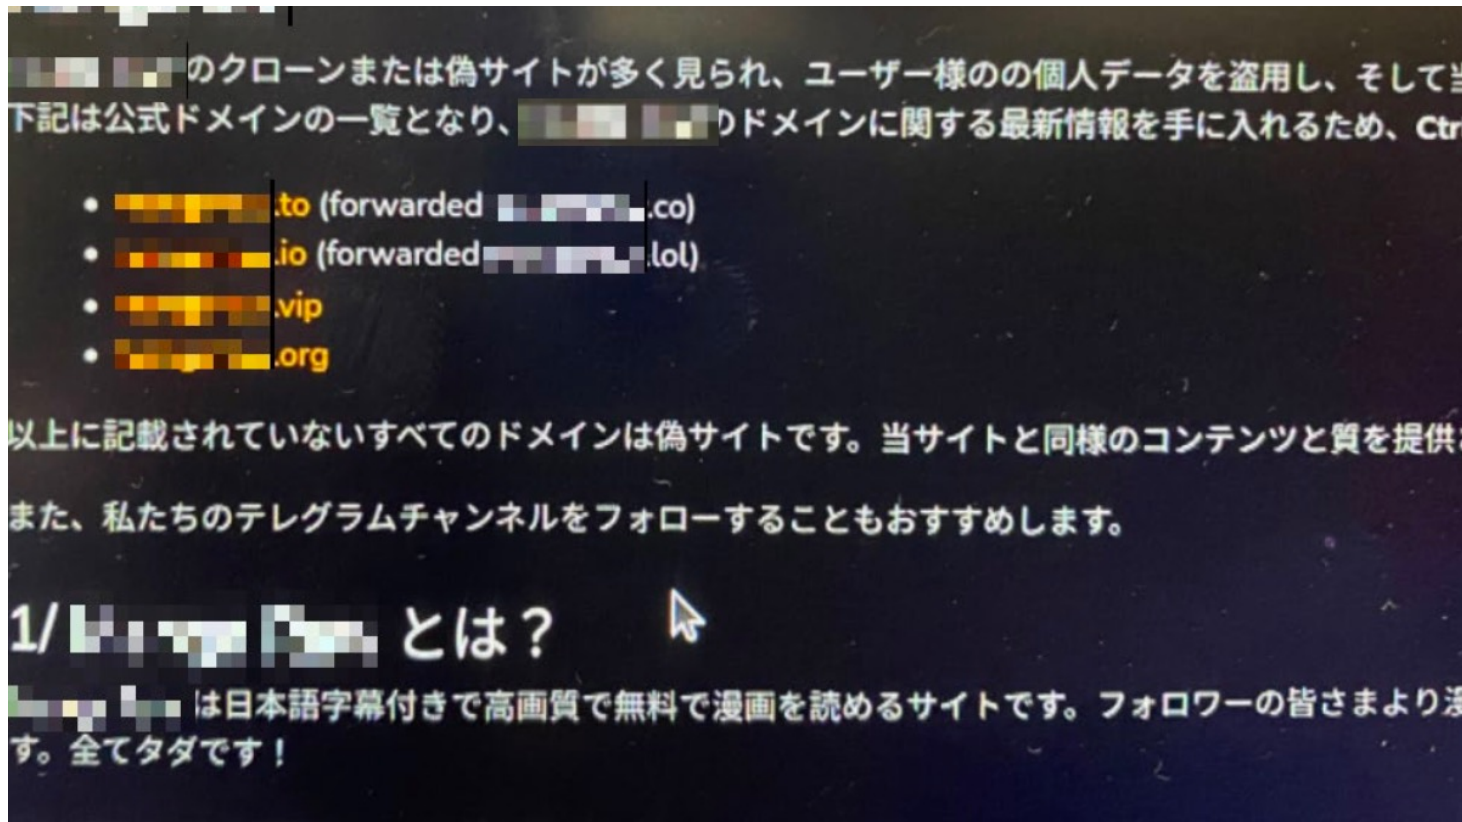 のクローンまたは偽サイトが多く見られ、ユーザー様のの個人データを盗用し、そして当
下記は公式ドメインの一覧となり、のドメインに関する最新情報を手に入れるため、Ctr
.to (forwarded .co)
.io (forwarded .lol)
.vip
.org
以上に記載されていないすべてのドメインは偽サイトです。当サイトと同様のコンテンツと質を提供
また、私たちのテレグラムチャンネルをフォローすることもおすすめします。
1/ とは？
は日本語字幕付きで高画質で無料で漫画を読めるサイトです。フォロワーの皆さまより漫
す。全てタダです！